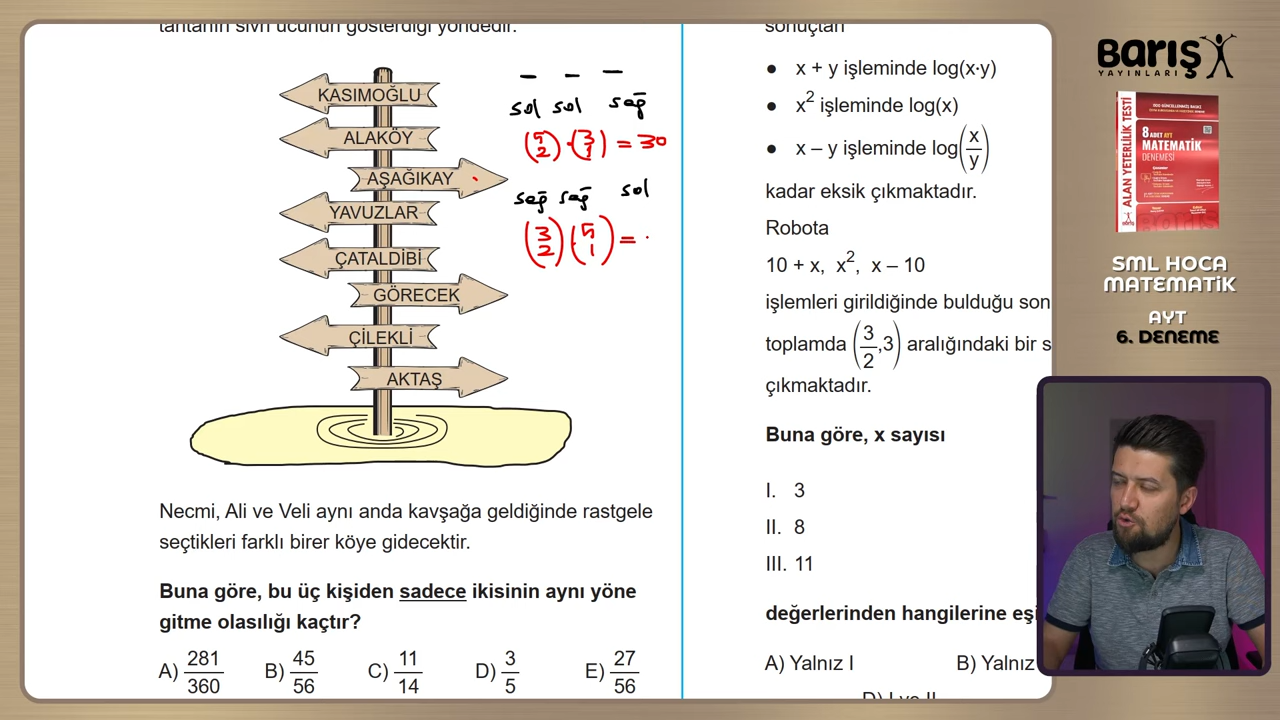 tantanın sivri ucunun gösterdiği yöndedir.
KASIMOĞLU
ALAKÖY
AŞAĞIKAY
YAVUZLAR
ÇATALDİBİ
GÖRECEK
ÇİLEKLİ
AKTAŞ
sol sol sağ
(5 2)·(3 1) = 30
sağ sağ sol
(3 2)(5 1) =
Necmi, Ali ve Veli aynı anda kavşağa geldiğinde rastgele
seçtikleri farklı birer köye gidecektir.
Buna göre, bu üç kişiden sadece ikisinin aynı yöne
gitme olasılığı kaçtır?
A) 281/360 B) 45/56 C) 11/14 D) 3/5 E) 27/56
sonuçtan
• x + y işleminde log(x·y)
• x² işleminde log(x)
• x – y işleminde log(x/y)
kadar eksik çıkmaktadır.
Robota
10 + x, x², x – 10
işlemleri girildiğinde bulduğu son
toplamda (3/2,3) aralığındaki bir s
çıkmaktadır.
Buna göre, x sayısı
I. 3
II. 8
III. 11
değerlerinden hangilerine eşi
A) Yalnız I B) Yalnız
D) I ve II
BARIŞ
YAYINLARI
ALAN YETERLİLİK TESTİ
8 ADET AYT
MATEMATİK
DENEMESİ
SML HOCA
MATEMATİK
AYT
6. DENEME